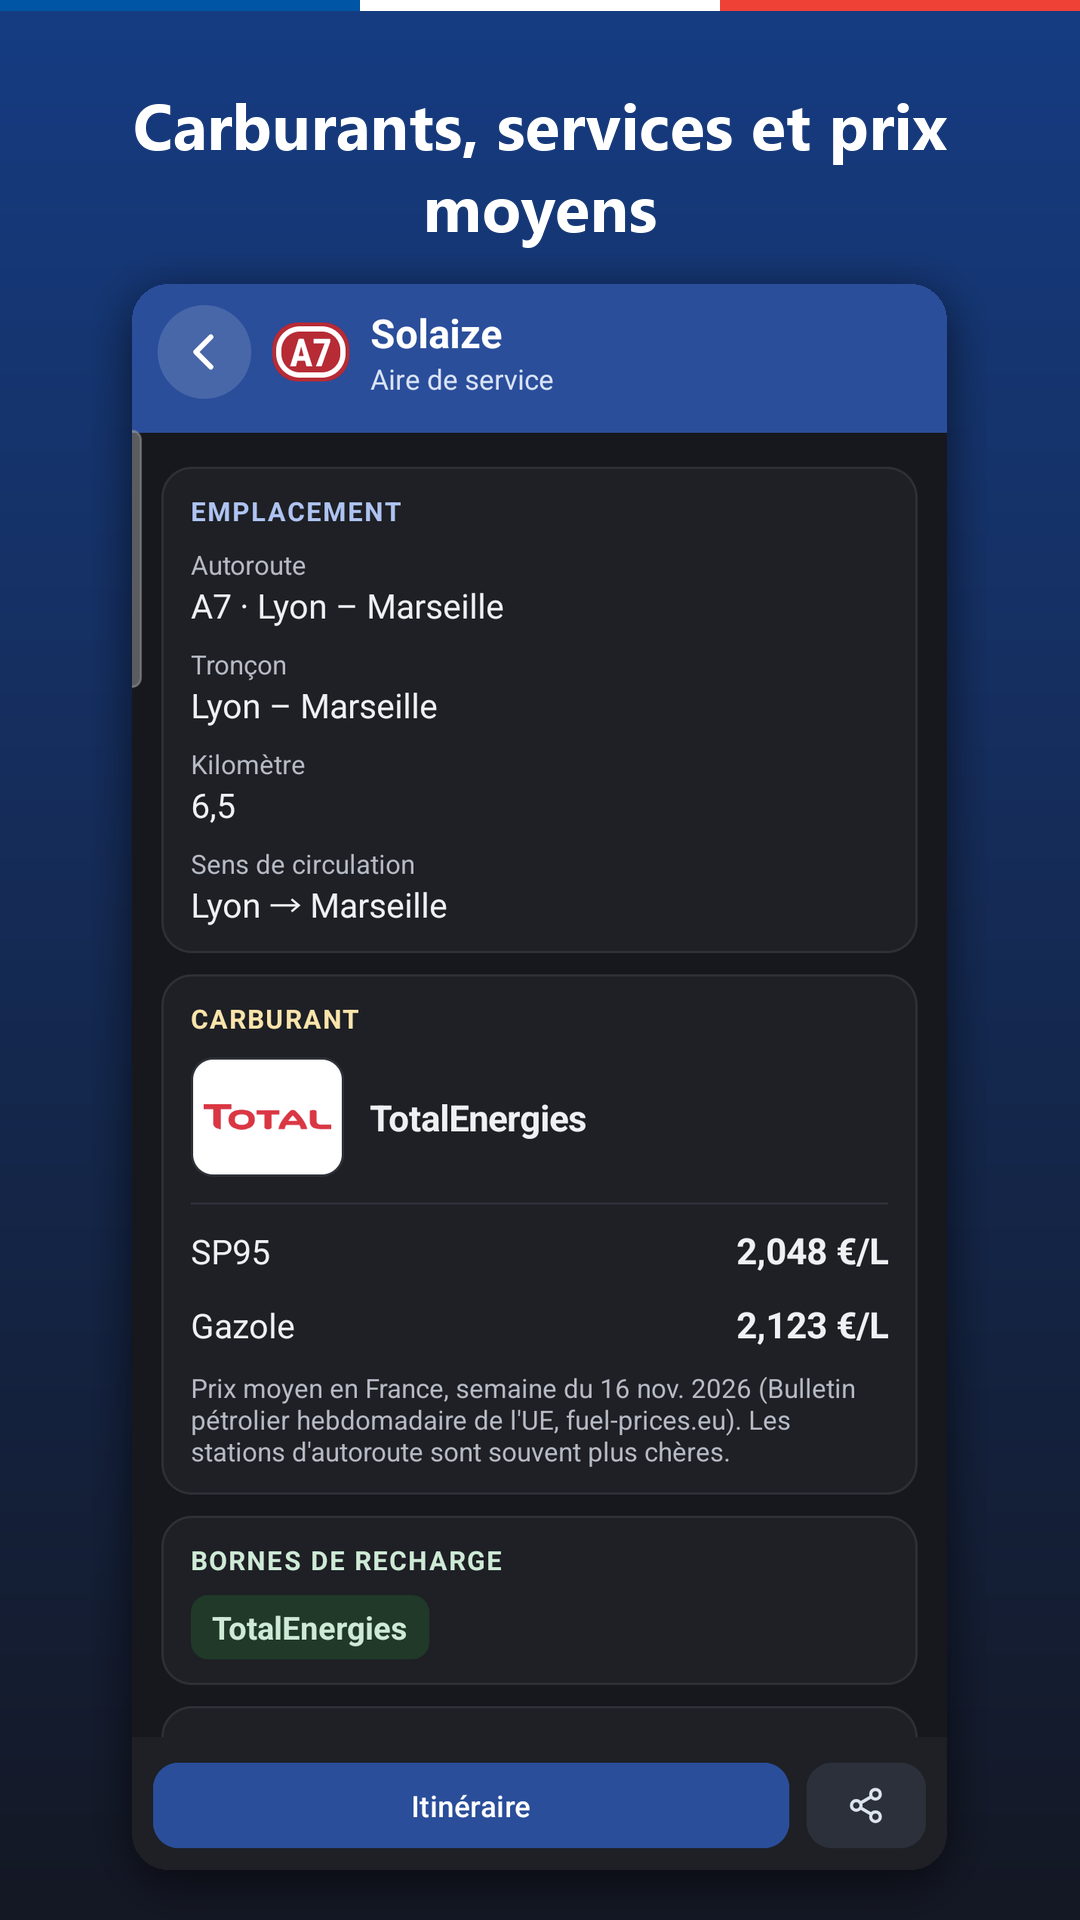 Carburants, services et prix
moyens
A7
Solaize
Aire de service
EMPLACEMENT
Autoroute
A7 · Lyon – Marseille
Tronçon
Lyon – Marseille
Kilomètre
6,5
Sens de circulation
Lyon → Marseille
CARBURANT
TOTAL
TotalEnergies
SP95 2,048 €/L
Gazole 2,123 €/L
Prix moyen en France, semaine du 16 nov. 2026 (Bulletin
pétrolier hebdomadaire de l'UE, fuel-prices.eu). Les
stations d'autoroute sont souvent plus chères.
BORNES DE RECHARGE
TotalEnergies
Itinéraire